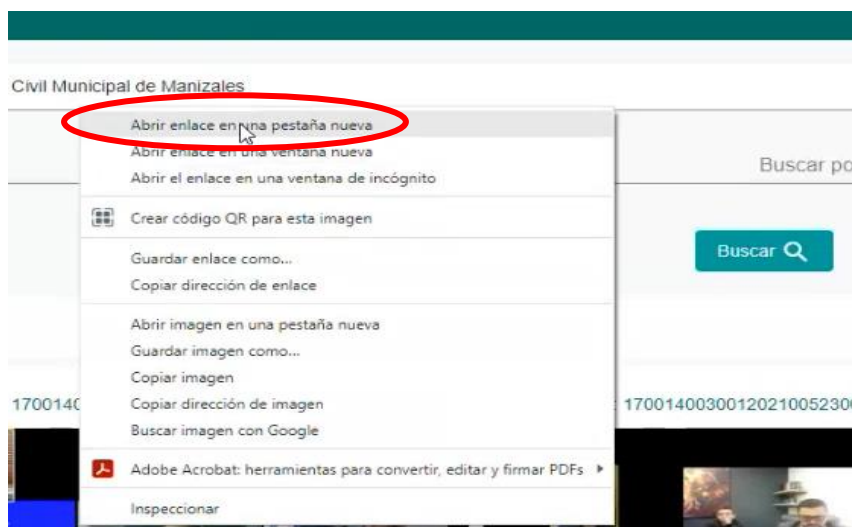 Civil Municipal de Manizales
Abrir enlace en una pestaña nueva
Abrir enlace en una ventana nueva
Abrir el enlace en una ventana de incógnito
Buscar po
Crear código QR para esta imagen
Buscar
Guardar enlace como...
Copiar dirección de enlace
Abrir imagen en una pestaña nueva
Guardar imagen como...
Copiar imagen
1700140
Copiar dirección de imagen
1700140030012021005230
Buscar imagen con Google
Adobe Acrobat: herramientas para convertir, editar y firmar PDFs
Inspeccionar